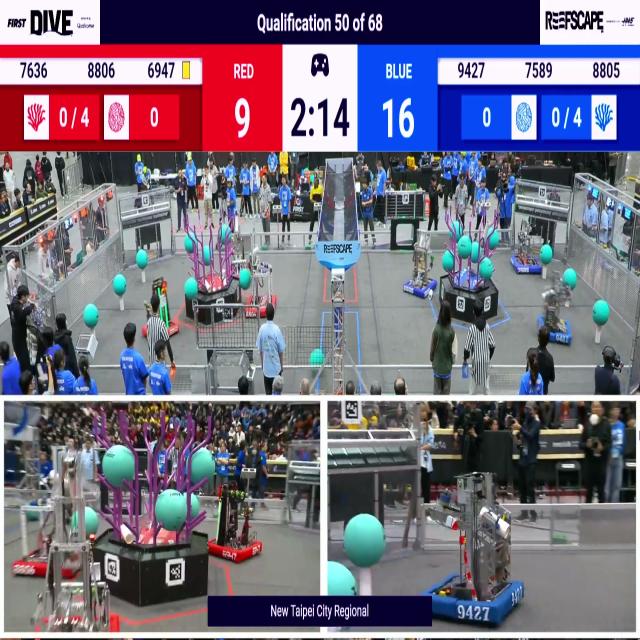 FIRST DIVE
Qualification 50 of 68
REEFSCAPE
7636 8806 6947
RED
BLUE
9427 7589 8805
0 / 4
0
9
2:14
16
0
0 / 4
REEFSCAPE
9427
New Taipei City Regional